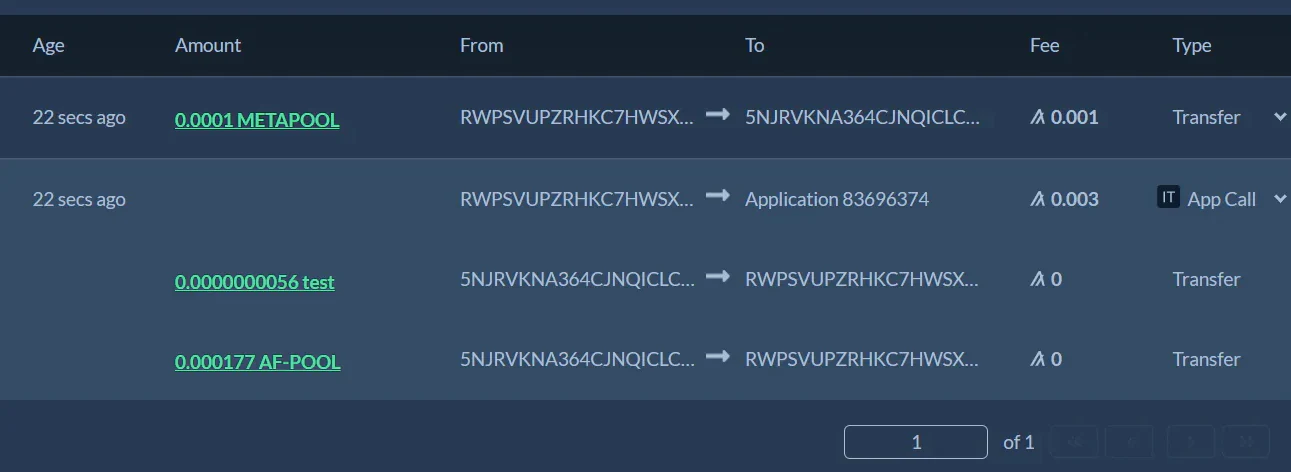 Age Amount From To Fee Type
22 secs ago 0.0001 METAPOOL RWPSVUPZRHKC7HWSX... 5NJRVKNA364CJNQICLC... 0.001 Transfer
22 secs ago RWPSVUPZRHKC7HWSX... Application 83696374 0.003 IT App Call
0.0000000056 test 5NJRVKNA364CJNQICLC... RWPSVUPZRHKC7HWSX... 0 Transfer
0.000177 AF-POOL 5NJRVKNA364CJNQICLC... RWPSVUPZRHKC7HWSX... 0 Transfer
1 of 1